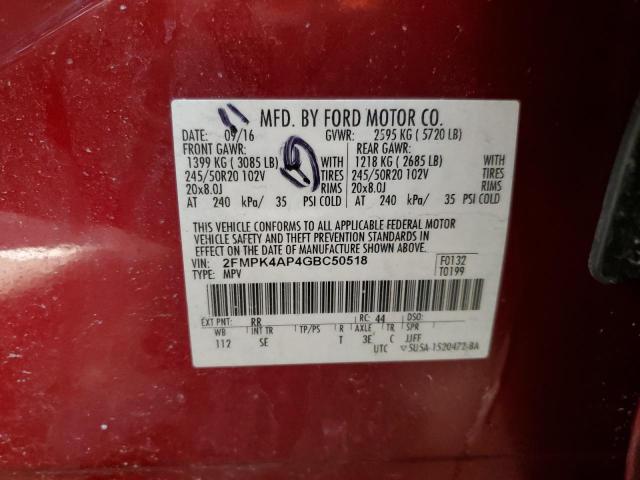 MFD. BY FORD MOTOR CO.
DATE: 09/16 GVWR: 2595 KG ( 5720 LB)
FRONT GAWR: REAR GAWR:
1399 KG ( 3085 LB) WITH 1218 KG ( 2685 LB) WITH
245/50R20 102V TIRES 245/50R20 102V TIRES
20x8.0J RIMS 20x8.0J RIMS
AT 240 kPa/ 35 PSI COLD AT 240 kPa/ 35 PSI COLD
THIS VEHICLE CONFORMS TO ALL APPLICABLE FEDERAL MOTOR
VEHICLE SAFETY AND THEFT PREVENTION STANDARDS IN
EFFECT ON THE DATE OF MANUFACTURE SHOWN ABOVE.
VIN: 2FMPK4AP4GBC50518 F0132
TYPE: MPV T0199
EXT PNT: RR RC: 44 DSO:
WB INT TR TP/PS R AXLE TR SPR
112 SE T 3E C JJFF
UTC ▽5U5A-1520472-BA